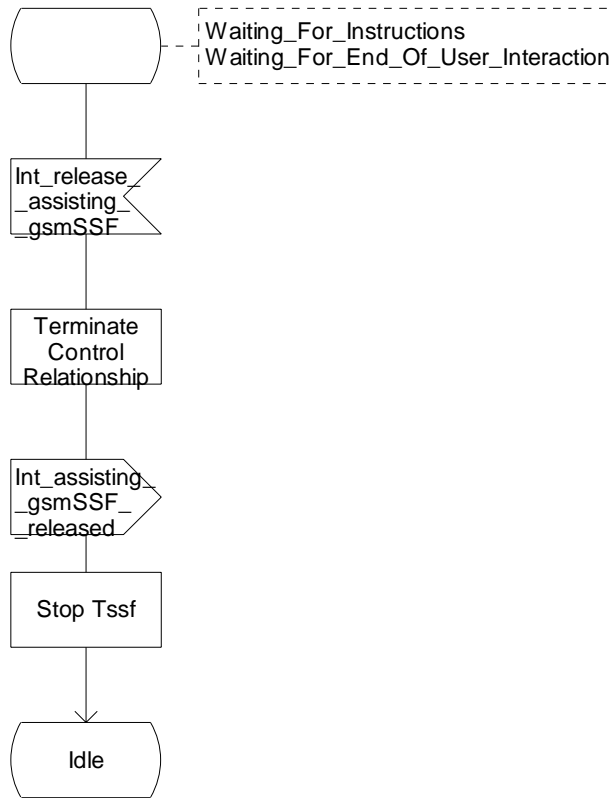 Waiting_For_Instructions
Waiting_For_End_Of_User_Interaction
Int_release_
_assisting_
_gsmSSF
Terminate
Control
Relationship
Int_assisting_
_gsmSSF_
_released
Stop Tssf
Idle